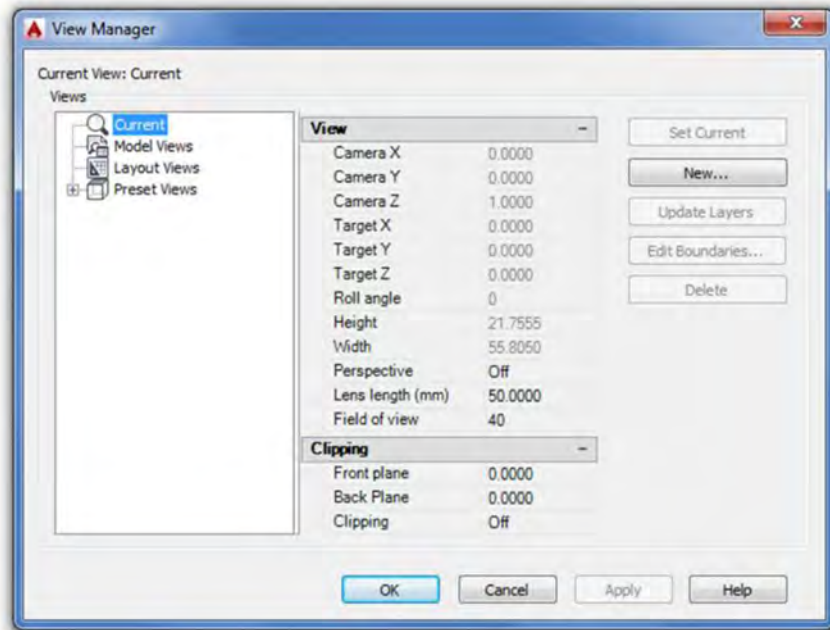 View Manager
Current View: Current
Views
Current
Model Views
Layout Views
Preset Views
View
Camera X 0.0000
Camera Y 0.0000
Camera Z 1.0000
Target X 0.0000
Target Y 0.0000
Target Z 0.0000
Roll angle 0
Height 21.7555
Width 55.8050
Perspective Off
Lens length (mm) 50.0000
Field of view 40
Clipping
Front plane 0.0000
Back Plane 0.0000
Clipping Off
Set Current
New...
Update Layers
Edit Boundaries...
Delete
OK Cancel Apply Help